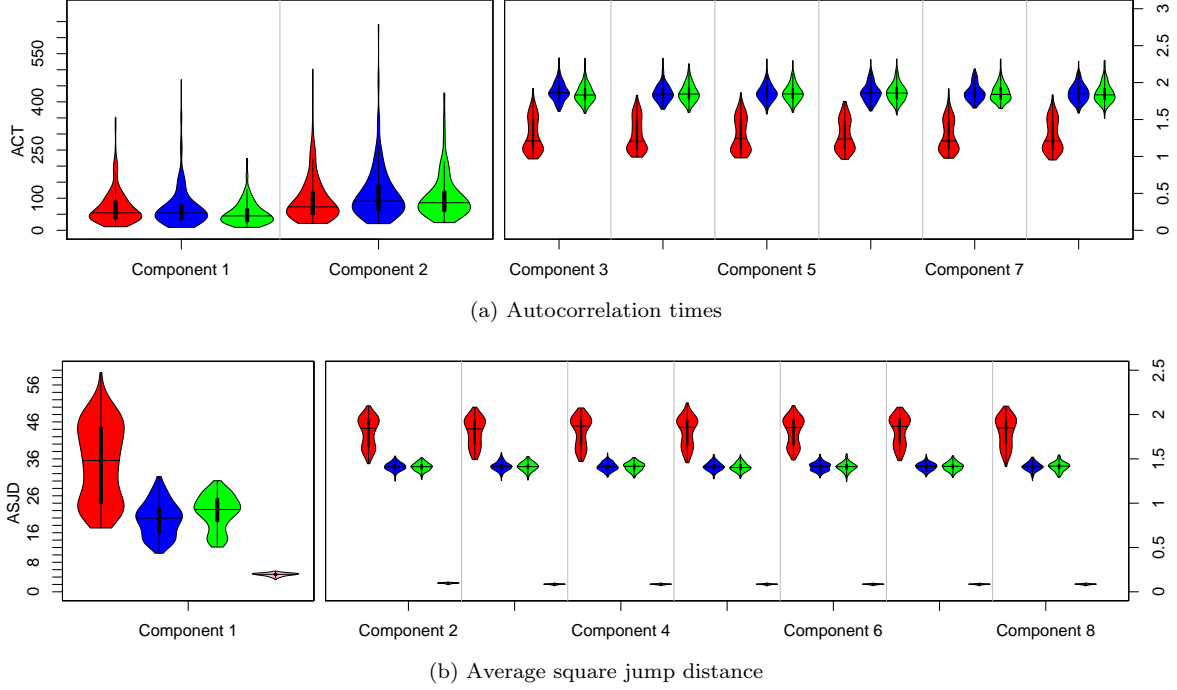 ACT
0
100
250
400
550
0
0.5
1
1.5
2
2.5
3
Component 1
Component 2
Component 3
Component 5
Component 7
(a) Autocorrelation times
ASJD
0
8
16
26
36
46
56
0
0.5
1
1.5
2
2.5
Component 1
Component 2
Component 4
Component 6
Component 8
(b) Average square jump distance